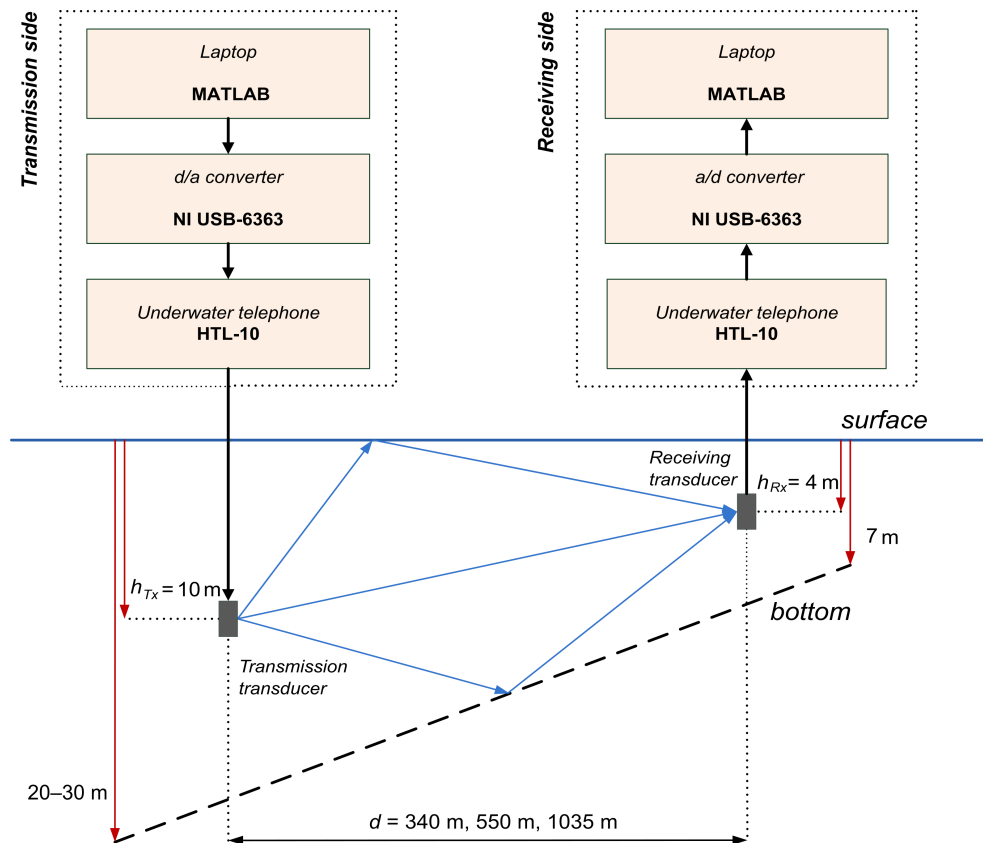 Transmission side
Laptop
MATLAB
d/a converter
NI USB-6363
Underwater telephone
HTL-10
Receiving side
Laptop
MATLAB
a/d converter
NI USB-6363
Underwater telephone
HTL-10
surface
Receiving
transducer
hRx = 4 m
7 m
hTx = 10 m
bottom
Transmission
transducer
20–30 m
d = 340 m, 550 m, 1035 m